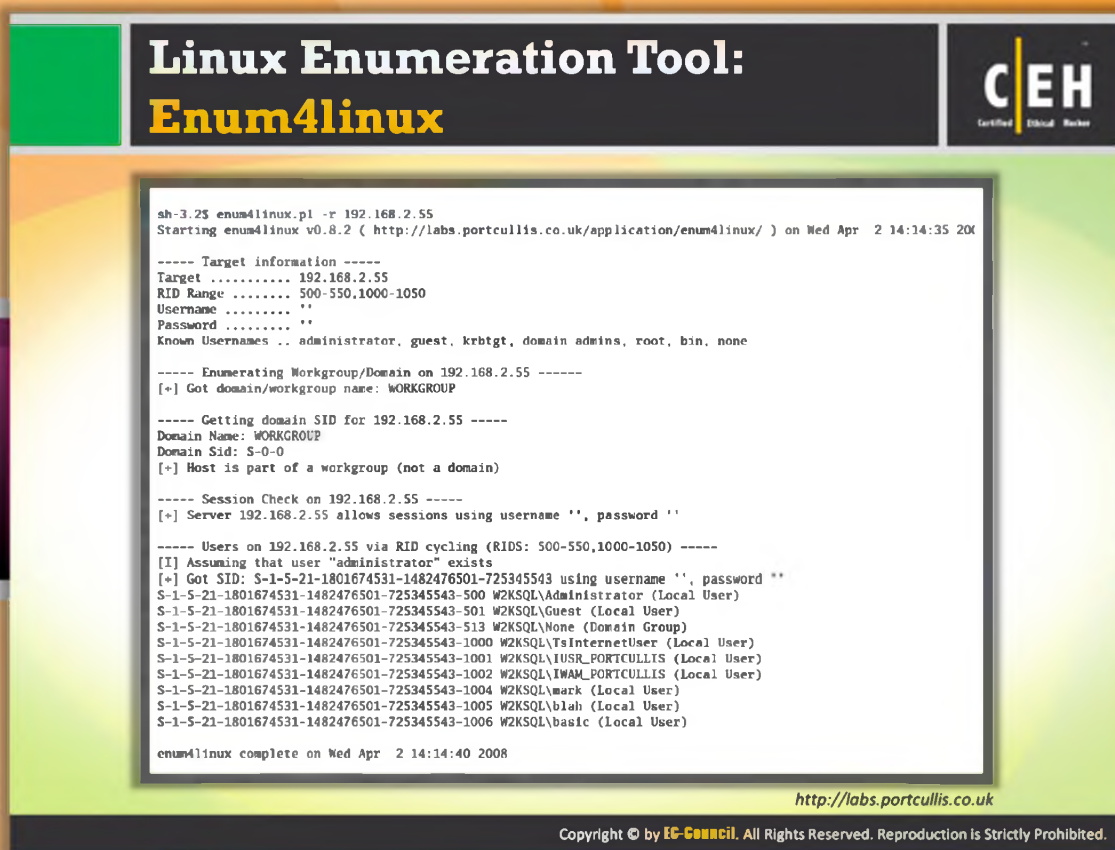 Linux Enumeration Tool:
Enum4linux
C EH
Certified Ethical Hacker
sh-3.2$ enum4linux.pl -r 192.168.2.55
Starting enum4linux v0.8.2 ( http://labs.portcullis.co.uk/application/enum4linux/ ) on Wed Apr  2 14:14:35 200
----- Target information -----
Target ........... 192.168.2.55
RID Range ........ 500-550,1000-1050
Username ......... ''
Password ......... ''
Known Usernames .. administrator, guest, krbtgt, domain admins, root, bin, none
----- Enumerating Workgroup/Domain on 192.168.2.55 ------
[+] Got domain/workgroup name: WORKGROUP
----- Getting domain SID for 192.168.2.55 -----
Domain Name: WORKGROUP
Domain Sid: S-0-0
[+] Host is part of a workgroup (not a domain)
----- Session Check on 192.168.2.55 -----
[+] Server 192.168.2.55 allows sessions using username '', password ''
----- Users on 192.168.2.55 via RID cycling (RIDS: 500-550,1000-1050) -----
[I] Assuming that user "administrator" exists
[+] Got SID: S-1-5-21-1801674531-1482476501-725345543 using username '', password ''
S-1-5-21-1801674531-1482476501-725345543-500 W2KSQL\Administrator (Local User)
S-1-5-21-1801674531-1482476501-725345543-501 W2KSQL\Guest (Local User)
S-1-5-21-1801674531-1482476501-725345543-513 W2KSQL\None (Domain Group)
S-1-5-21-1801674531-1482476501-725345543-1000 W2KSQL\TsInternetUser (Local User)
S-1-5-21-1801674531-1482476501-725345543-1001 W2KSQL\IUSR_PORTCULLIS (Local User)
S-1-5-21-1801674531-1482476501-725345543-1002 W2KSQL\IWAM_PORTCULLIS (Local User)
S-1-5-21-1801674531-1482476501-725345543-1004 W2KSQL\mark (Local User)
S-1-5-21-1801674531-1482476501-725345543-1005 W2KSQL\blah (Local User)
S-1-5-21-1801674531-1482476501-725345543-1006 W2KSQL\basic (Local User)
enum4linux complete on Wed Apr  2 14:14:40 2008
http://labs.portcullis.co.uk
Copyright © by EC-Council. All Rights Reserved. Reproduction is Strictly Prohibited.